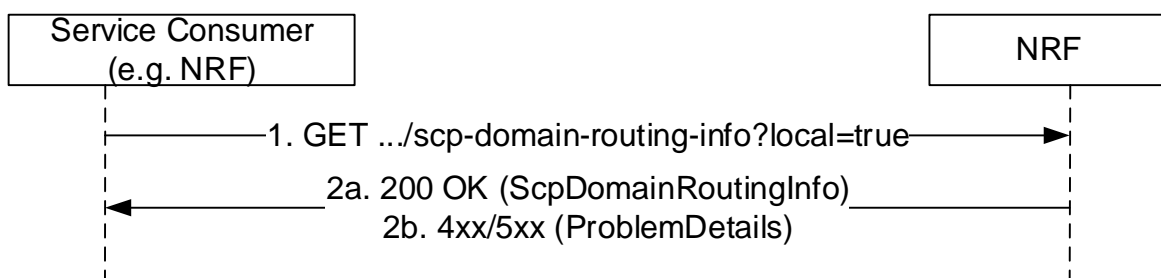 Service Consumer
(e.g. NRF)
NRF
1. GET .../scp-domain-routing-info?local=true
2a. 200 OK (ScpDomainRoutingInfo)
2b. 4xx/5xx (ProblemDetails)